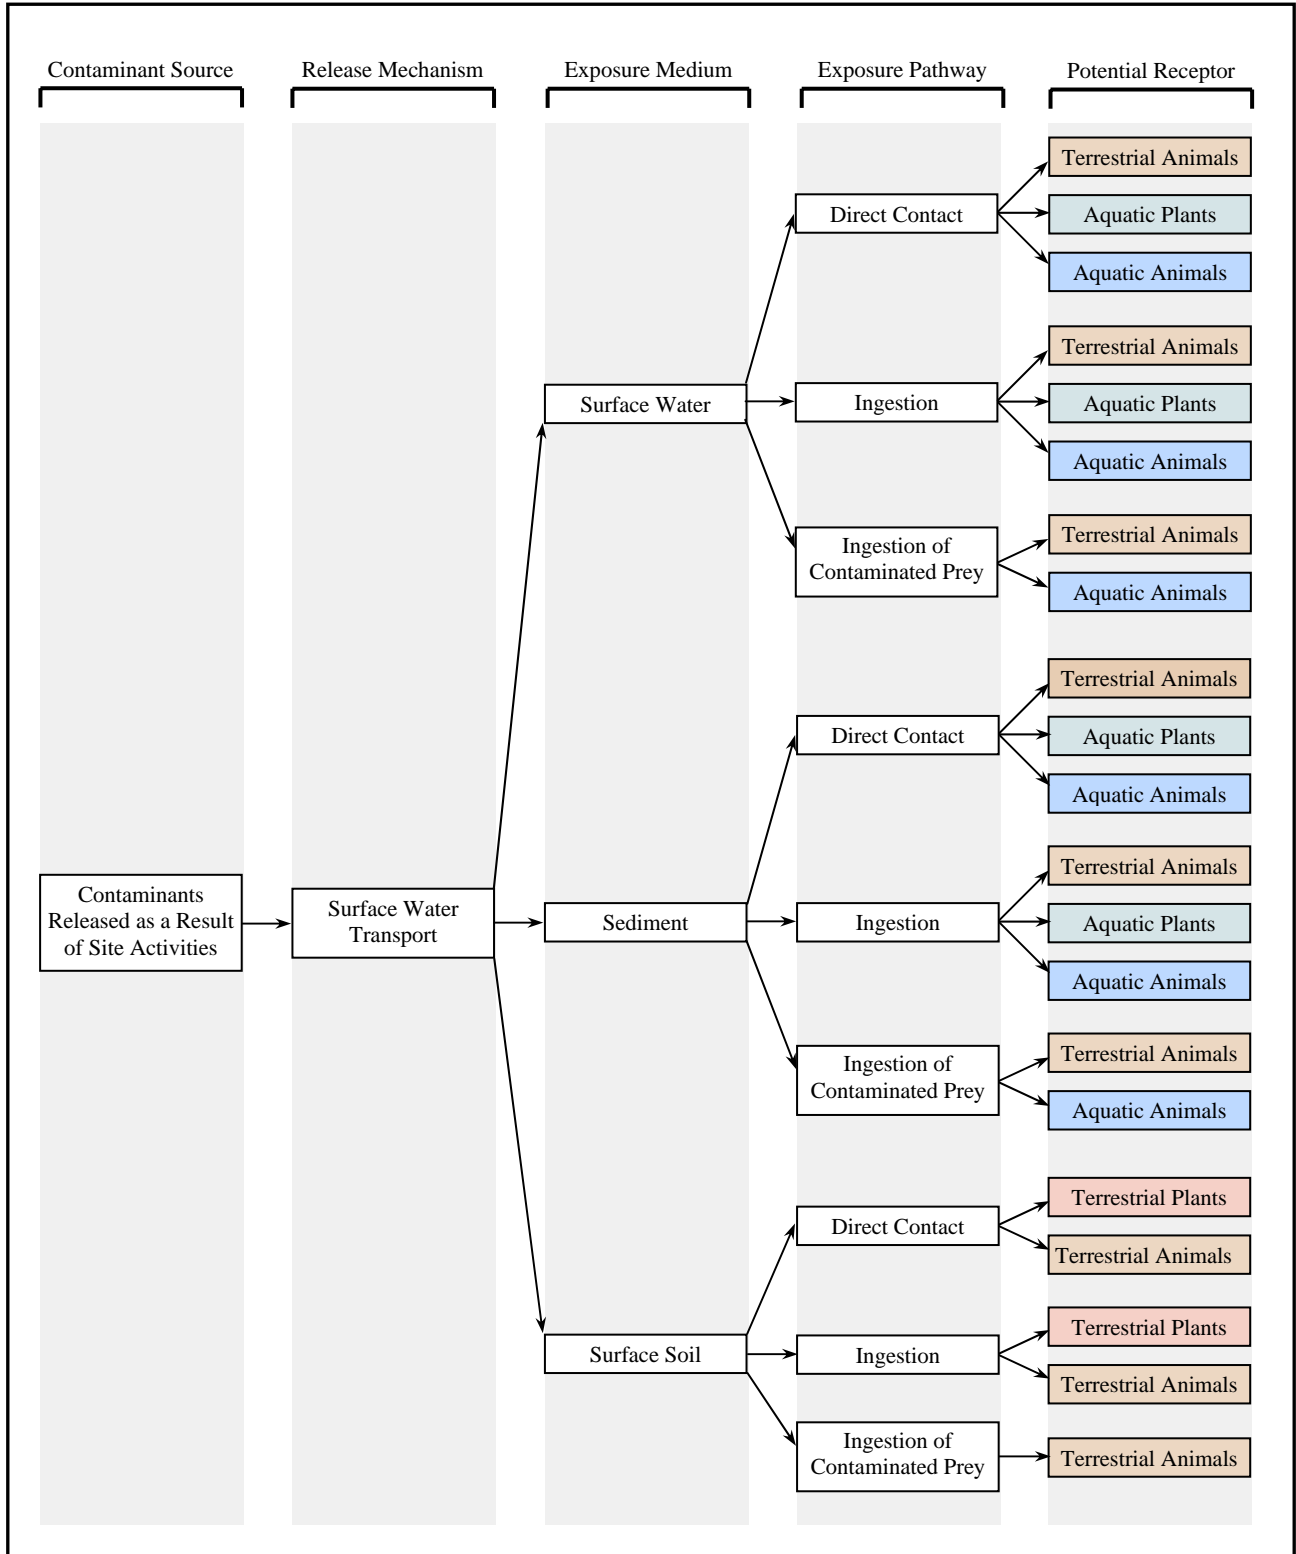 Contaminant Source
Release Mechanism
Exposure Medium
Exposure Pathway
Potential Receptor
Contaminants
Released as a Result
of Site Activities
Surface Water
Transport
Surface Water
Direct Contact
Terrestrial Animals
Aquatic Plants
Aquatic Animals
Ingestion
Terrestrial Animals
Aquatic Plants
Aquatic Animals
Ingestion of
Contaminated Prey
Terrestrial Animals
Aquatic Animals
Sediment
Direct Contact
Terrestrial Animals
Aquatic Plants
Aquatic Animals
Ingestion
Terrestrial Animals
Aquatic Plants
Aquatic Animals
Ingestion of
Contaminated Prey
Terrestrial Animals
Aquatic Animals
Surface Soil
Direct Contact
Terrestrial Plants
Terrestrial Animals
Ingestion
Terrestrial Plants
Terrestrial Animals
Ingestion of
Contaminated Prey
Terrestrial Animals